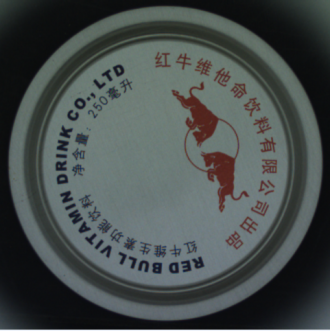 红牛维他命饮料有限公司出品
RED BULL VITAMIN DRINK CO., LTD
净含量：250毫升
红牛维生素功能饮料